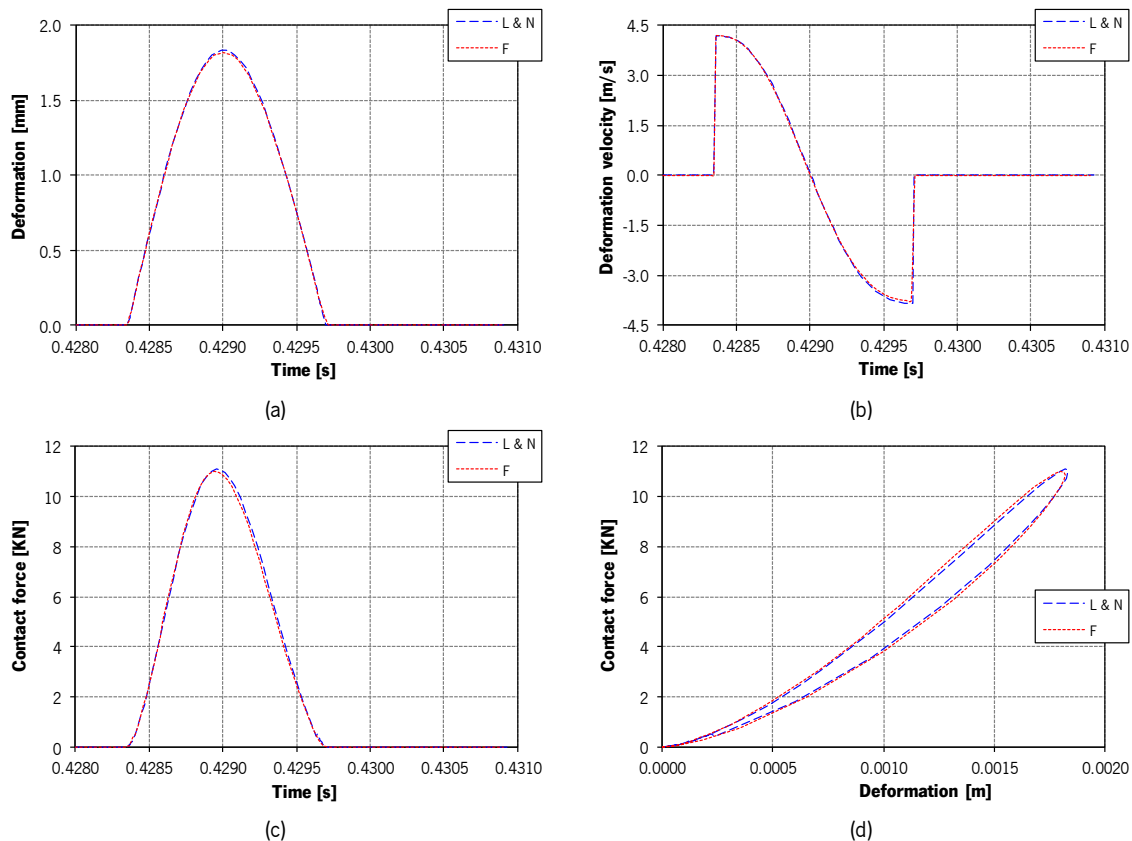 2.0
1.5
1.0
0.5
0.0
0.4280 0.4285 0.4290 0.4295 0.4300 0.4305 0.4310
Deformation [mm]
Time [s]
L & N
F
(a)
4.5
3.0
1.5
0.0
-1.5
-3.0
-4.5
0.4280 0.4285 0.4290 0.4295 0.4300 0.4305 0.4310
Deformation velocity [m/s]
Time [s]
L & N
F
(b)
12
10
8
6
4
2
0
0.4280 0.4285 0.4290 0.4295 0.4300 0.4305 0.4310
Contact force [KN]
Time [s]
L & N
F
(c)
12
10
8
6
4
2
0
0.0000 0.0005 0.0010 0.0015 0.0020
Contact force [KN]
Deformation [m]
L & N
F
(d)